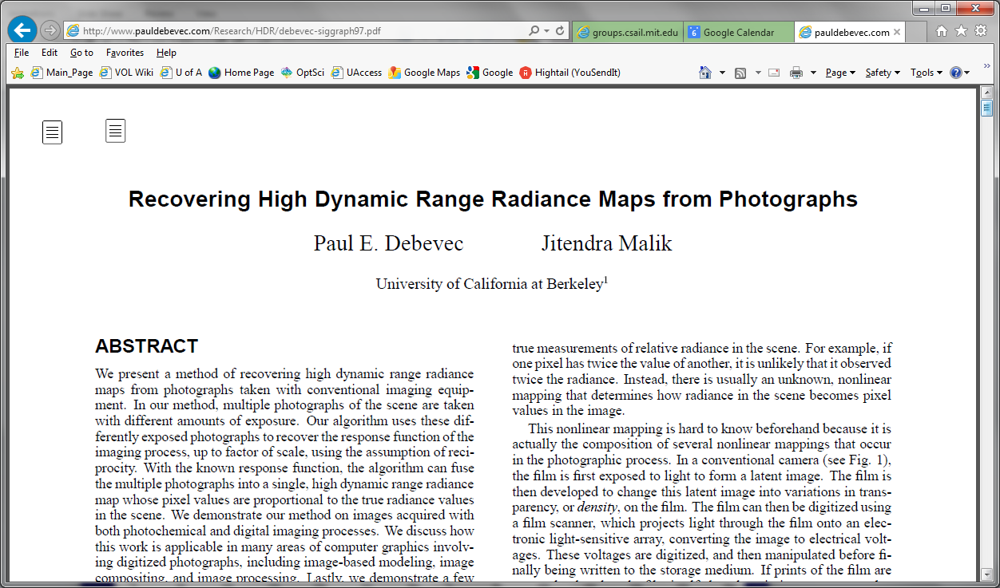 http://www.pauldebevec.com/Research/HDR/debevec-siggraph97.pdf
groups.csail.mit.edu
6 Google Calendar
pauldebevec.com
File Edit Go to Favorites Help
Main_Page VOL Wiki U of A Home Page OptSci UAccess Google Maps Google Hightail (YouSendIt)
Page Safety Tools
Recovering High Dynamic Range Radiance Maps from Photographs
Paul E. Debevec Jitendra Malik
University of California at Berkeley1
ABSTRACT
We present a method of recovering high dynamic range radiance
maps from photographs taken with conventional imaging equip-
ment. In our method, multiple photographs of the scene are taken
with different amounts of exposure. Our algorithm uses these dif-
ferently exposed photographs to recover the response function of the
imaging process, up to factor of scale, using the assumption of reci-
procity. With the known response function, the algorithm can fuse
the multiple photographs into a single, high dynamic range radiance
map whose pixel values are proportional to the true radiance values
in the scene. We demonstrate our method on images acquired with
both photochemical and digital imaging processes. We discuss how
this work is applicable in many areas of computer graphics involv-
ing digitized photographs, including image-based modeling, image
compositing, and image processing. Lastly, we demonstrate a few
true measurements of relative radiance in the scene. For example, if
one pixel has twice the value of another, it is unlikely that it observed
twice the radiance. Instead, there is usually an unknown, nonlinear
mapping that determines how radiance in the scene becomes pixel
values in the image.
This nonlinear mapping is hard to know beforehand because it is
actually the composition of several nonlinear mappings that occur
in the photographic process. In a conventional camera (see Fig. 1),
the film is first exposed to light to form a latent image. The film is
then developed to change this latent image into variations in trans-
parency, or density, on the film. The film can then be digitized using
a film scanner, which projects light through the film onto an elec-
tronic light-sensitive array, converting the image to electrical volt-
ages. These voltages are digitized, and then manipulated before fi-
nally being written to the storage medium. If prints of the film are